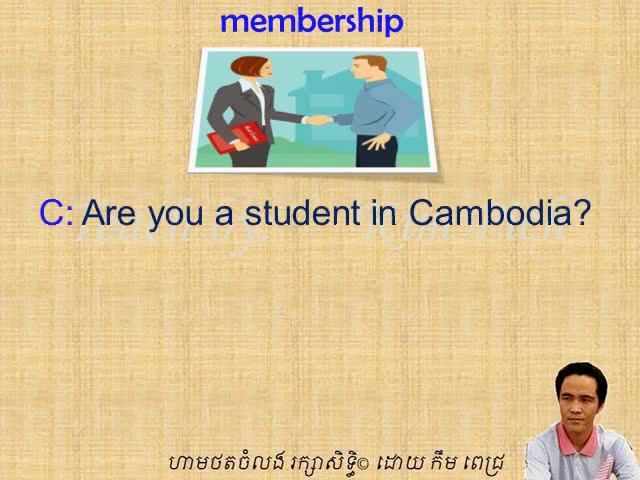 membership
C: Are you a student in Cambodia?
ហាមថតចំលង រក្សាសិទ្ធិ© ដោយ កឹម ពេជ្រ